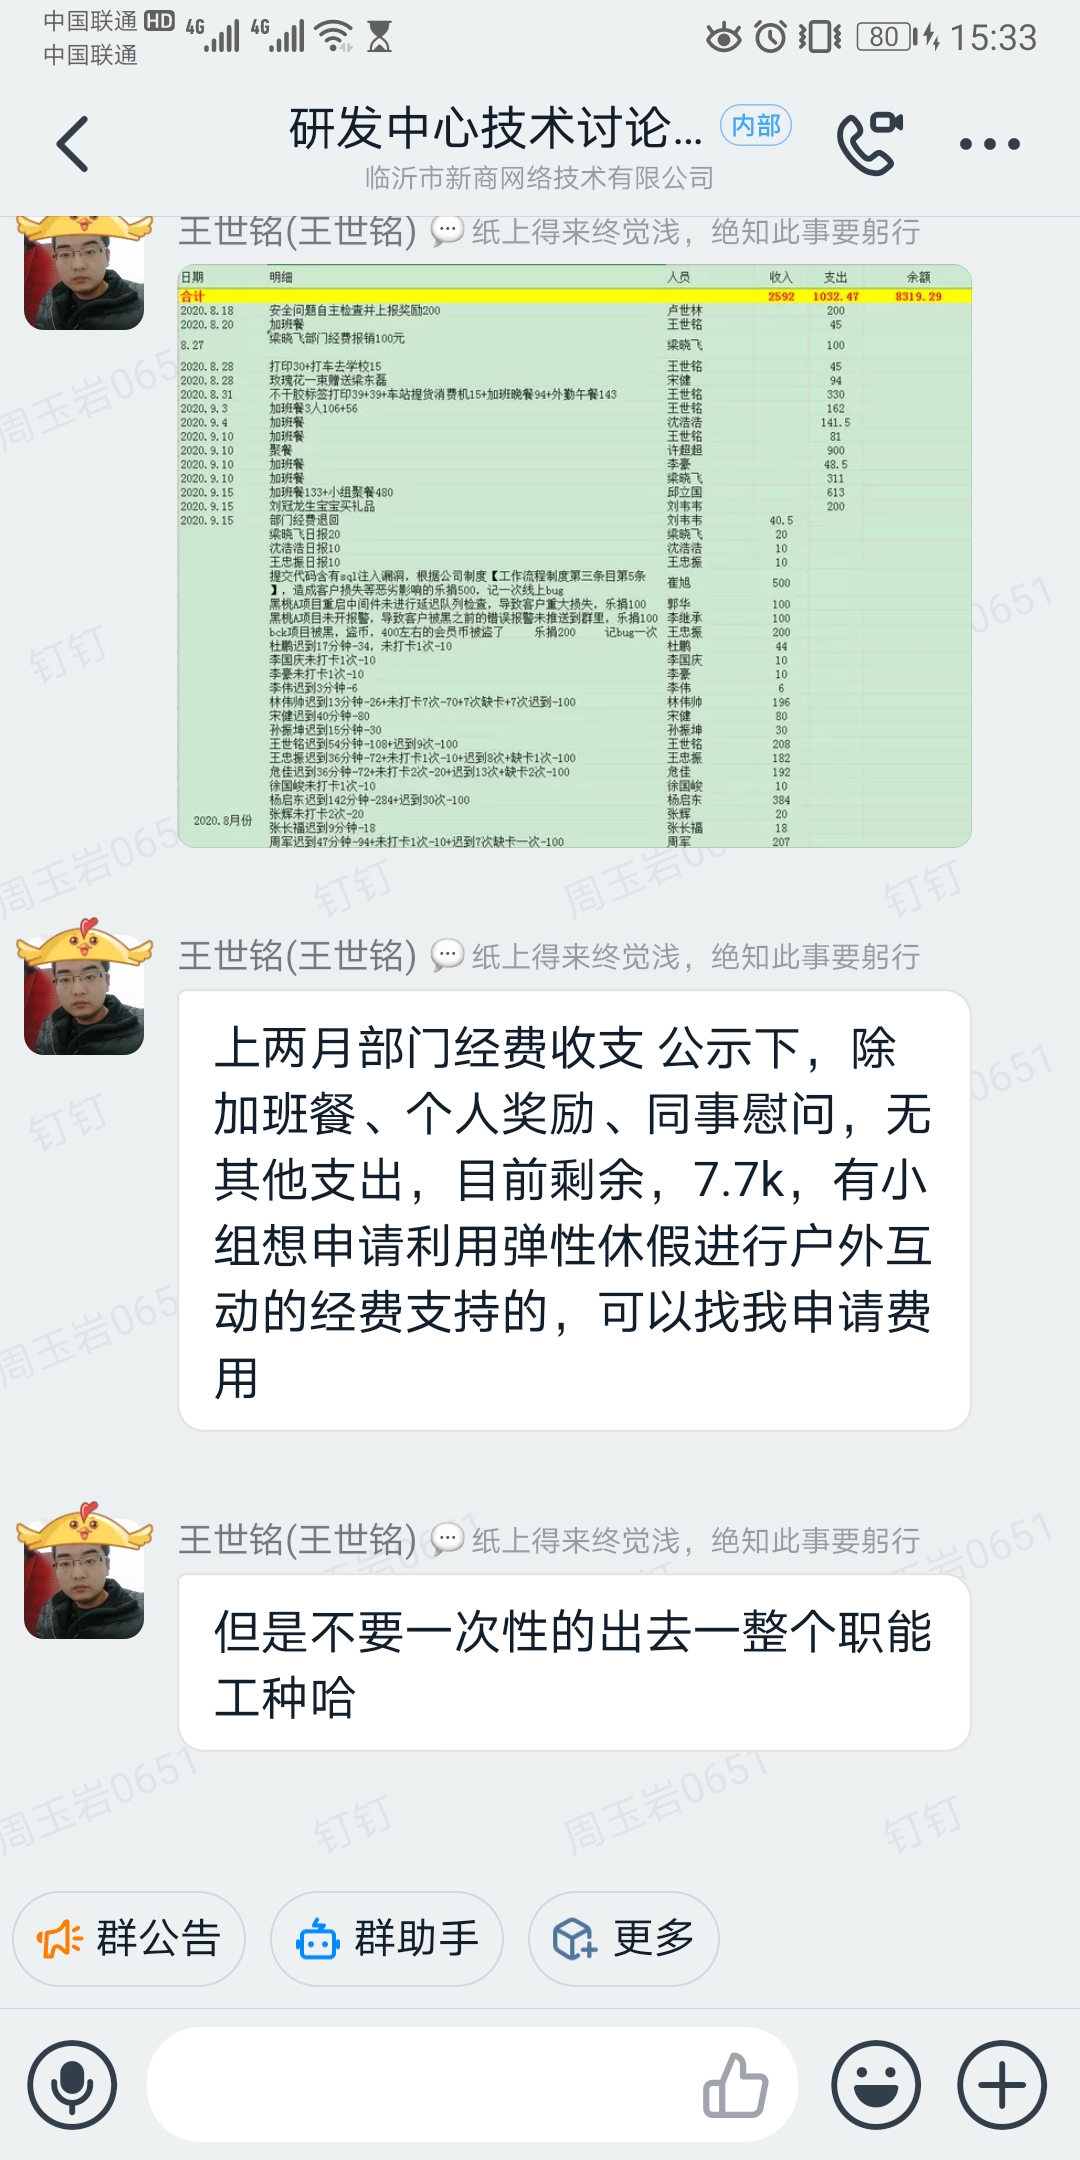 中国联通 HD 4G 4G 80 15:33
中国联通
研发中心技术讨论... 内部
临沂市新商网络技术有限公司
王世铭(王世铭) 纸上得来终觉浅，绝知此事要躬行
日期 明细 人员 收入 支出 余额
合计 2592 1032.47 8319.29
2020.8.18 安全问题自主检查并上报奖励200 卢世林 200
2020.8.20 加班餐 王世铭 45
8.27 梁晓飞部门经费报销100元 梁晓飞 100
2020.8.28 打印30+打车去学校15 王世铭 45
2020.8.28 玫瑰花一束赠送梁东磊 宋健 94
2020.8.31 不干胶标签打印39+39+车站提货消费机15+加班晚餐94+外勤午餐143 王世铭 330
2020.9.3 加班餐3人106+56 王世铭 162
2020.9.4 加班餐 沈浩浩 141.5
2020.9.10 加班餐 王世铭 81
2020.9.10 聚餐 许超超 900
2020.9.10 加班餐 李豪 48.5
2020.9.10 加班餐 梁晓飞 311
2020.9.15 加班餐133+小组聚餐480 邱立国 613
2020.9.15 刘冠龙生宝宝买礼品 刘韦韦 200
2020.9.15 部门经费退回 刘韦韦 40.5
梁晓飞日报20 梁晓飞 20
沈浩浩日报10 沈浩浩 10
王忠振日报10 王忠振 10
提交代码含有sql注入漏洞，根据公司制度【工作流程制度第三条目第5条
】，造成客户损失等恶劣影响的乐捐500，记一次线上bug 崔旭 500
黑桃A项目重启中间件未进行延迟队列检查，导致客户重大损失，乐捐100 郭华 100
黑桃A项目未开报警，导致客户被黑之前的错误报警未推送到群里，乐捐100 李继承 100
bck项目被黑，盗币，400左右的会员币被盗了 乐捐200 记bug一次 王忠振 200
杜鹏迟到17分钟-34，未打卡1次-10 杜鹏 44
李国庆未打卡1次-10 李国庆 10
李豪未打卡1次-10 李豪 10
李伟迟到3分钟-6 李伟 6
林伟帅迟到13分钟-26+未打卡7次-70+7次缺卡+7次迟到-100 林伟帅 196
宋健迟到40分钟-80 宋健 80
孙振坤迟到15分钟-30 孙振坤 30
王世铭迟到54分钟-108+迟到9次-100 王世铭 208
王忠振迟到36分钟-72+未打卡1次-10+迟到8次+缺卡1次-100 王忠振 182
危佳迟到36分钟-72+未打卡2次-20+迟到13次+缺卡2次-100 危佳 192
徐国峻未打卡1次-10 徐国峻 10
杨启东迟到142分钟-284+迟到30次-100 杨启东 384
2020.8月份 张辉未打卡2次-20 张辉 20
张长福迟到9分钟-18 张长福 18
周军迟到47分钟-94+未打卡1次-10+迟到7次缺卡一次-100 周军 207
王世铭(王世铭) 纸上得来终觉浅，绝知此事要躬行
上两月部门经费收支 公示下，除
加班餐、个人奖励、同事慰问，无
其他支出，目前剩余，7.7k，有小
组想申请利用弹性休假进行户外互
动的经费支持的，可以找我申请费
用
王世铭(王世铭) 纸上得来终觉浅，绝知此事要躬行
但是不要一次性的出去一整个职能
工种哈
周玉岩0651 钉钉 周玉岩0651 钉钉
群公告 群助手 更多